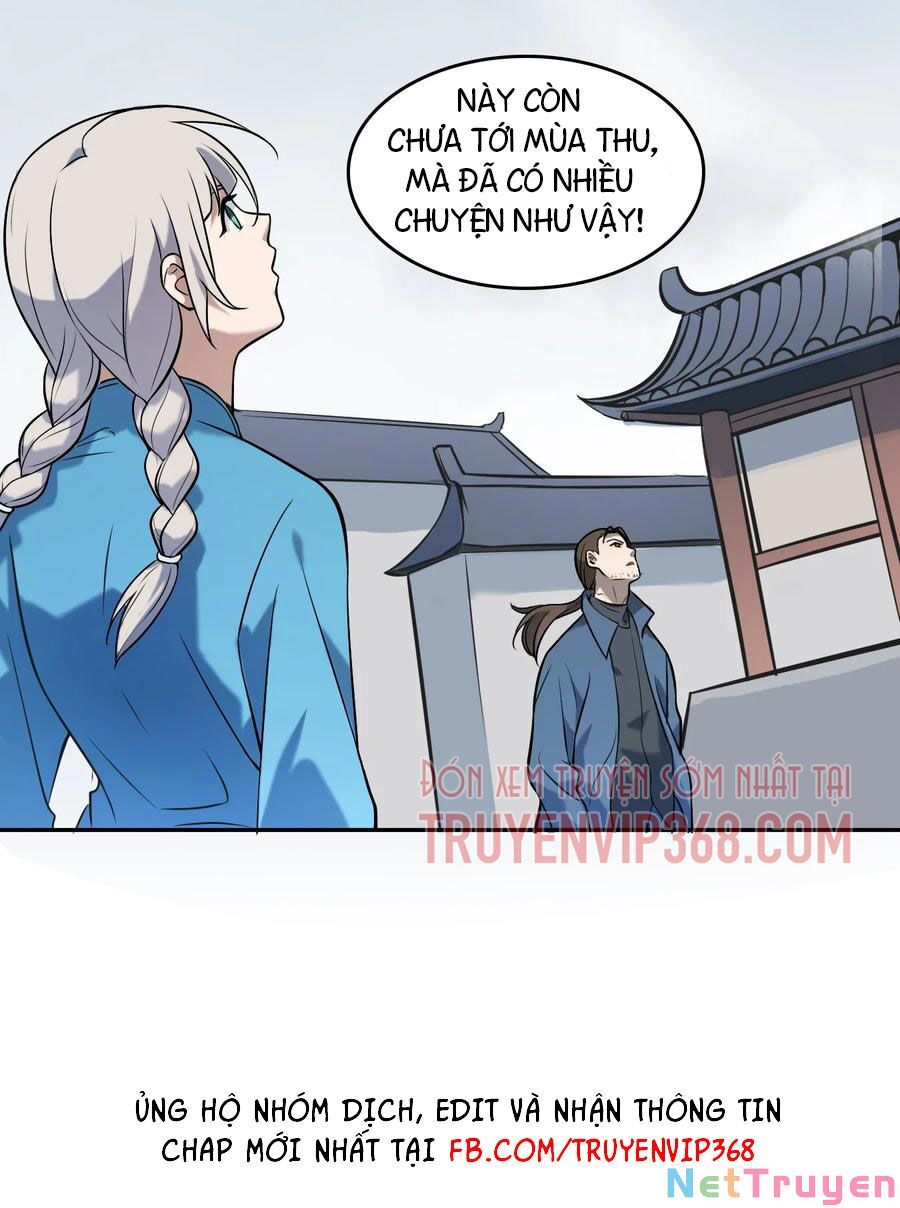 NÀY CÒN
CHƯA TỚI MÙA THU,
MÀ ĐÃ CÓ NHIỀU
CHUYỆN NHƯ VẬY!
ĐÓN XEM TRUYỆN SỚM NHẤT TẠI
TRUYENVIP368.COM
ỦNG HỘ NHÓM DỊCH, EDIT VÀ NHẬN THÔNG TIN
CHAP MỚI NHẤT TẠI FB.COM/TRUYENVIP368
NetTruyen